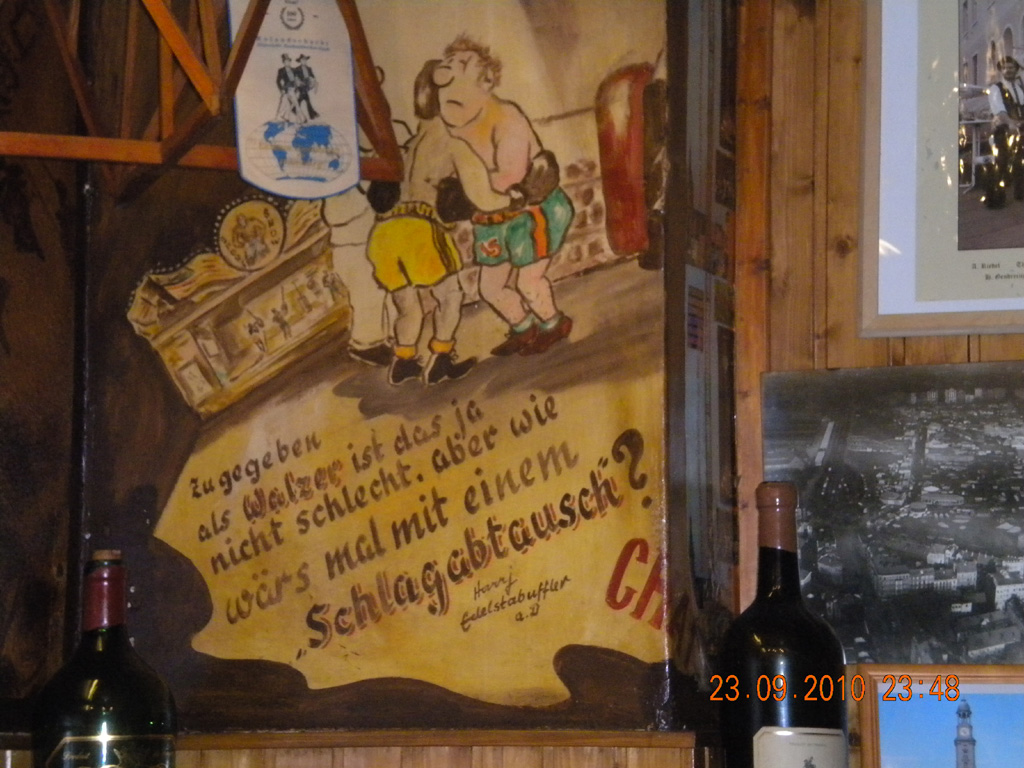 zugegeben
als Walzer ist das ja
nicht schlecht. aber wie
wärs mal mit einem
"Schlagabtausch"?
Harry
Edelstabuffler
a.D
23.09.2010 23:48